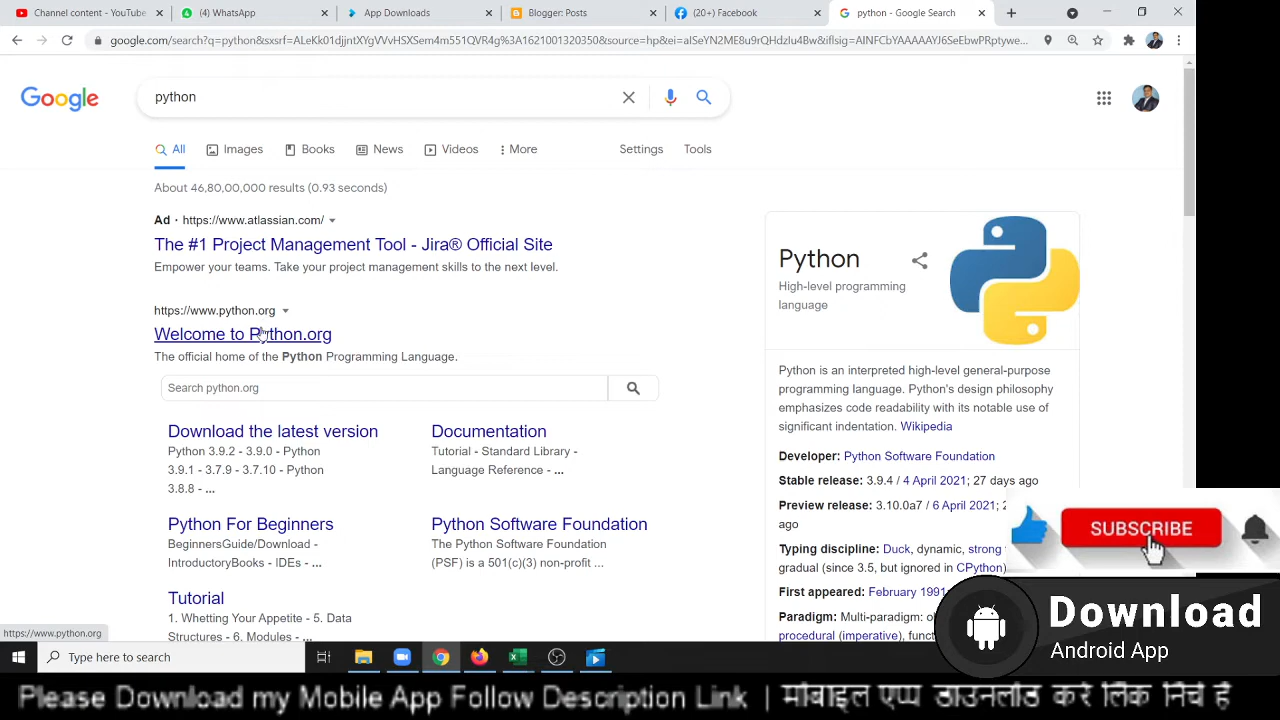 Channel content - YouTube
(4) WhatsApp
App Downloads
Blogger: Posts
(20+) Facebook
python - Google Search
google.com/search?q=python&sxsrf=
Google
python
All
Images
Books
News
Videos
More
Settings
Tools
About 46,80,00,000 results (0.93 seconds)
Ad · https://www.atlassian.com/
The #1 Project Management Tool - Jira® Official Site
Empower your teams. Take your project management skills to the next level.
https://www.python.org
Welcome to Python.org
The official home of the Python Programming Language.
Search python.org
Download the latest version
Python 3.9.2 - 3.9.0 - Python
3.9.1 - 3.7.9 - 3.7.10 - Python
3.8.8 - ...
Documentation
Tutorial - Standard Library -
Language Reference - ...
Python For Beginners
BeginnersGuide/Download -
IntroductoryBooks - IDEs - ...
Python Software Foundation
The Python Software Foundation
(PSF) is a 501(c)(3) non-profit ...
Tutorial
1. Whetting Your Appetite - 5. Data
Structures - 6. Modules - ...
Python
High-level programming
language
Python is an interpreted high-level general-purpose
programming language. Python's design philosophy
emphasizes code readability with its notable use of
significant indentation. Wikipedia
Developer: Python Software Foundation
Stable release: 3.9.4 / 4 April 2021; 27 days ago
Preview release: 3.10.0a7 / 6 April 2021; 2
ago
Typing discipline: Duck, dynamic, strong
gradual (since 3.5, but ignored in CPython)
First appeared: February 1991
Paradigm: Multi-paradigm:
procedural (imperative),
SUBSCRIBE
Download
Android App
https://www.python.org
Type here to search
Please Download my Mobile App Follow Description Link | मोबाइल एप्प डाउनलोड करे लिंक निचे है